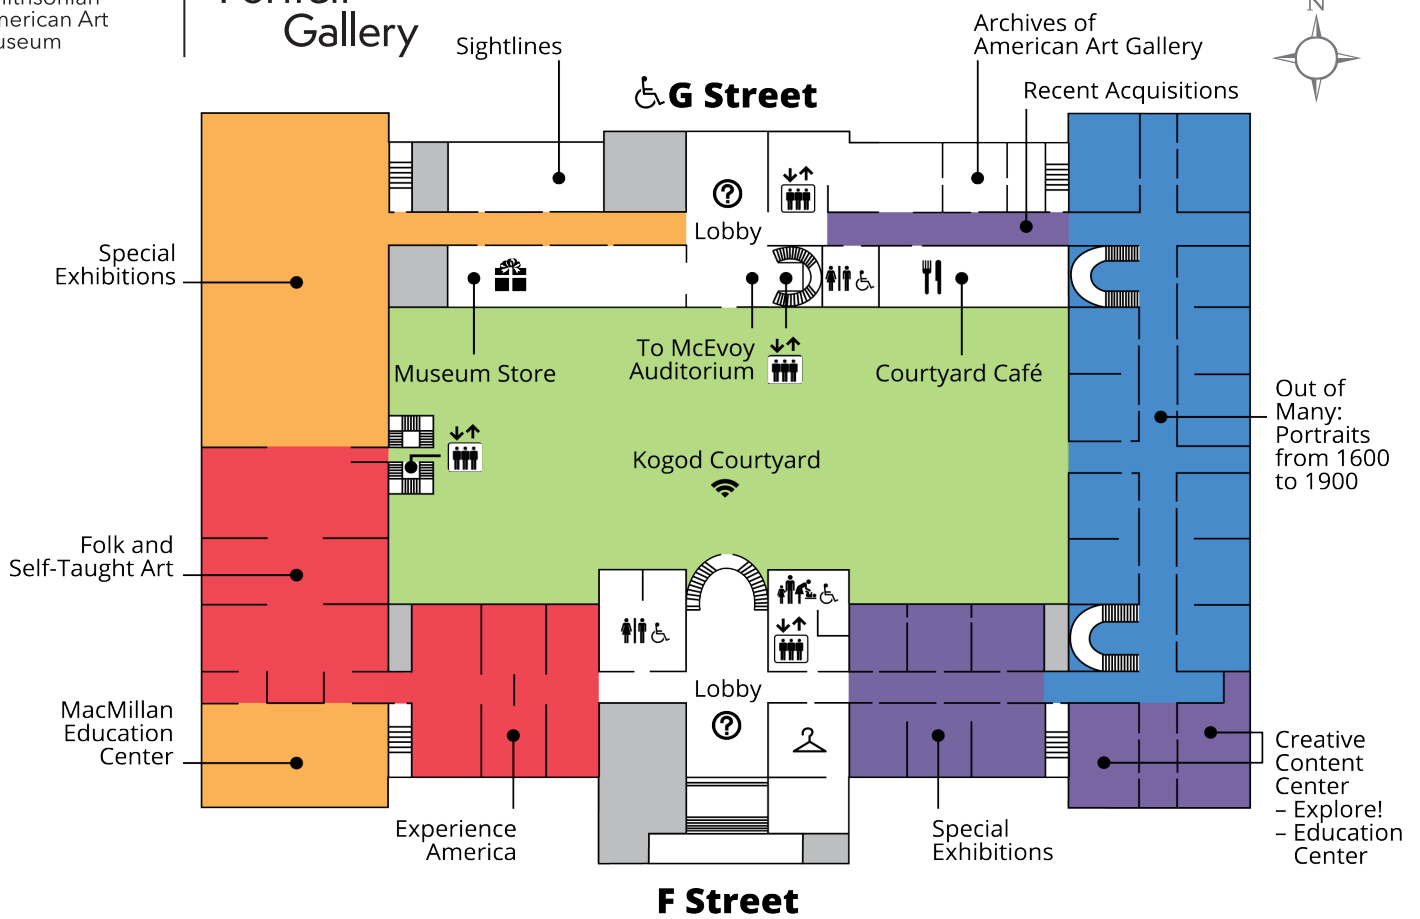 American Art
Gallery
Sightlines
Archives of
American Art Gallery
N
G Street
Recent Acquisitions
?
Lobby
Special
Exhibitions
Museum Store
To McEvoy
Auditorium
Courtyard Café
Out of
Many:
Portraits
from 1600
to 1900
Kogod Courtyard
Folk and
Self-Taught Art
Lobby
?
MacMillan
Education
Center
Creative
Content
Center
– Explore!
– Education
Center
Experience
America
Special
Exhibitions
F Street